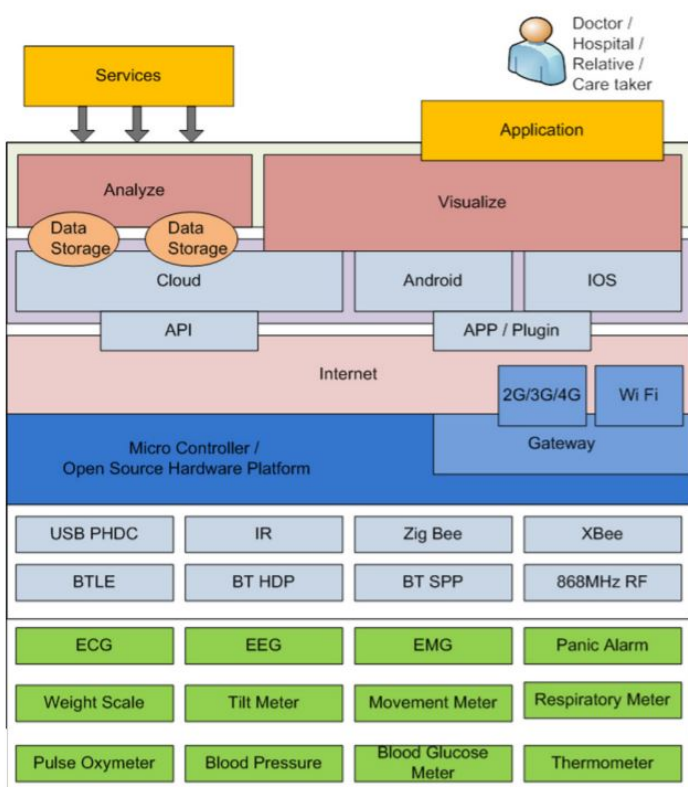 Doctor /
Hospital /
Relative /
Care taker
Services
Application
Analyze
Visualize
Data
Storage
Data
Storage
Cloud
Android
IOS
API
APP / Plugin
Internet
2G/3G/4G
Wi Fi
Micro Controller /
Open Source Hardware Platform
Gateway
USB PHDC
IR
Zig Bee
XBee
BTLE
BT HDP
BT SPP
868MHz RF
ECG
EEG
EMG
Panic Alarm
Weight Scale
Tilt Meter
Movement Meter
Respiratory Meter
Pulse Oxymeter
Blood Pressure
Blood Glucose
Meter
Thermometer